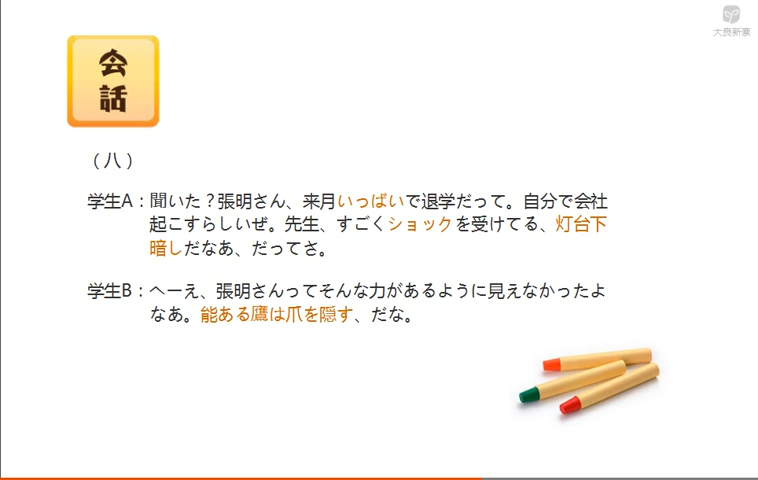 大良新寨
会
話
（八）
学生A：聞いた？張明さん、来月いっぱいで退学だって。自分で会社
起こすらしいぜ。先生、すごくショックを受けてる、灯台下
暗しだなあ、だってさ。
学生B：へーえ、張明さんってそんな力があるように見えなかったよ
なあ。能ある鷹は爪を隠す、だな。